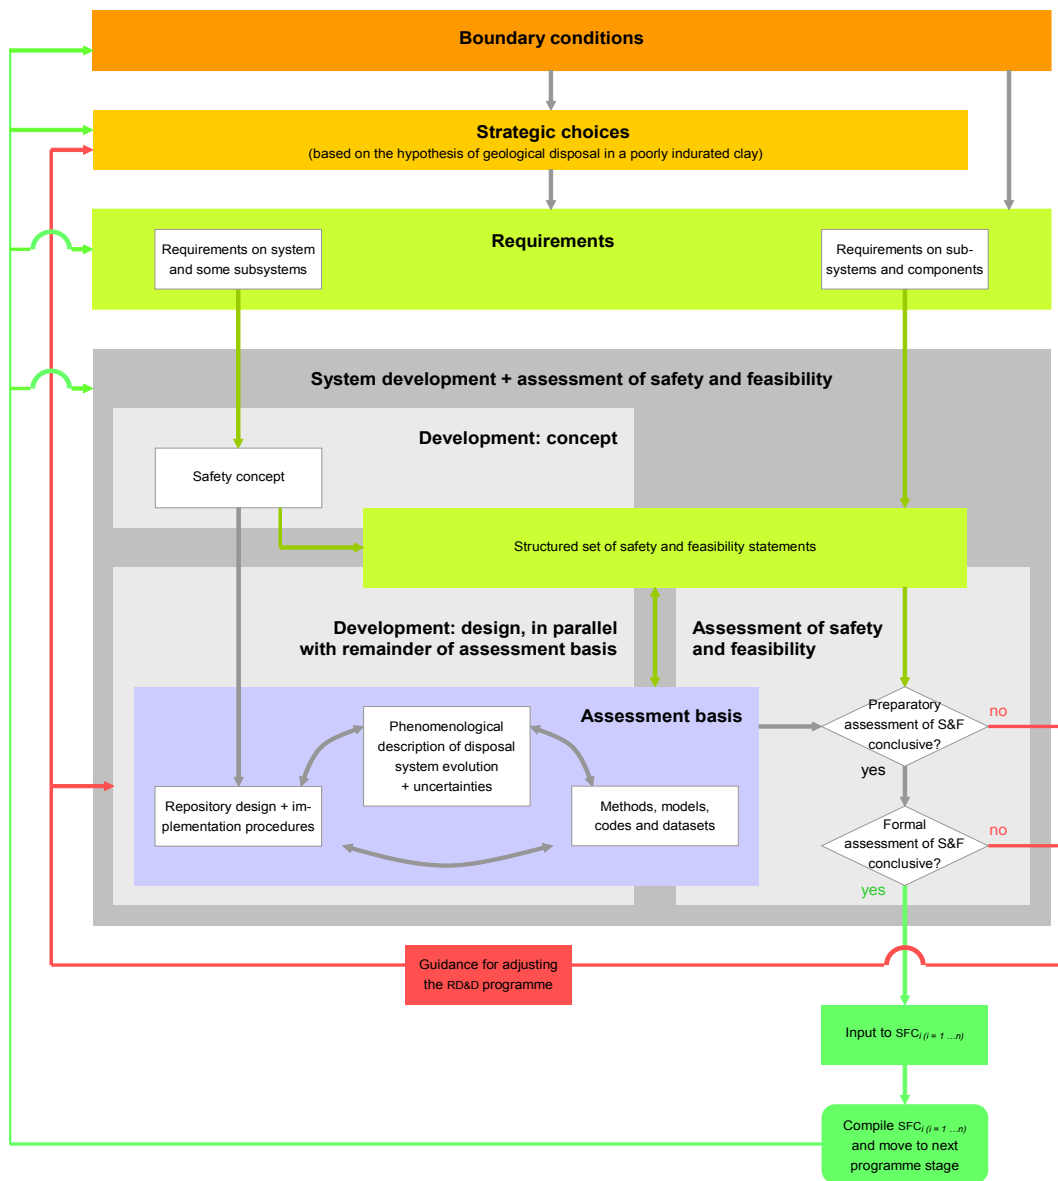 Boundary conditions
Strategic choices
(based on the hypothesis of geological disposal in a poorly indurated clay)
Requirements
Requirements on system
and some subsystems
Requirements on sub-
systems and components
System development + assessment of safety and feasibility
Development: concept
Safety concept
Structured set of safety and feasibility statements
Development: design, in parallel
with remainder of assessment basis
Assessment of safety
and feasibility
Assessment basis
Phenomenological
description of disposal
system evolution
+ uncertainties
Repository design + im-
plementation procedures
Methods, models,
codes and datasets
Preparatory
assessment of S&F
conclusive?
no
yes
Formal
assessment of S&F
conclusive?
no
yes
Guidance for adjusting
the RD&D programme
Input to SFCi (i = 1 ...n)
Compile SFCi (i = 1 ...n)
and move to next
programme stage